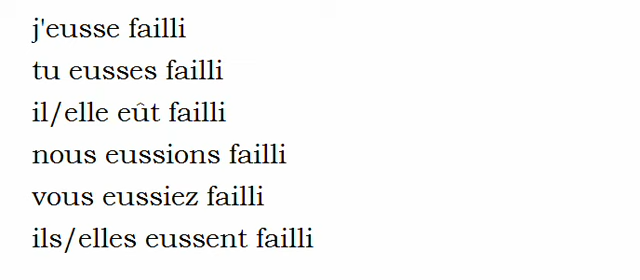 j'eusse failli
tu eusses failli
il/elle eût failli
nous eussions failli
vous eussiez failli
ils/elles eussent failli